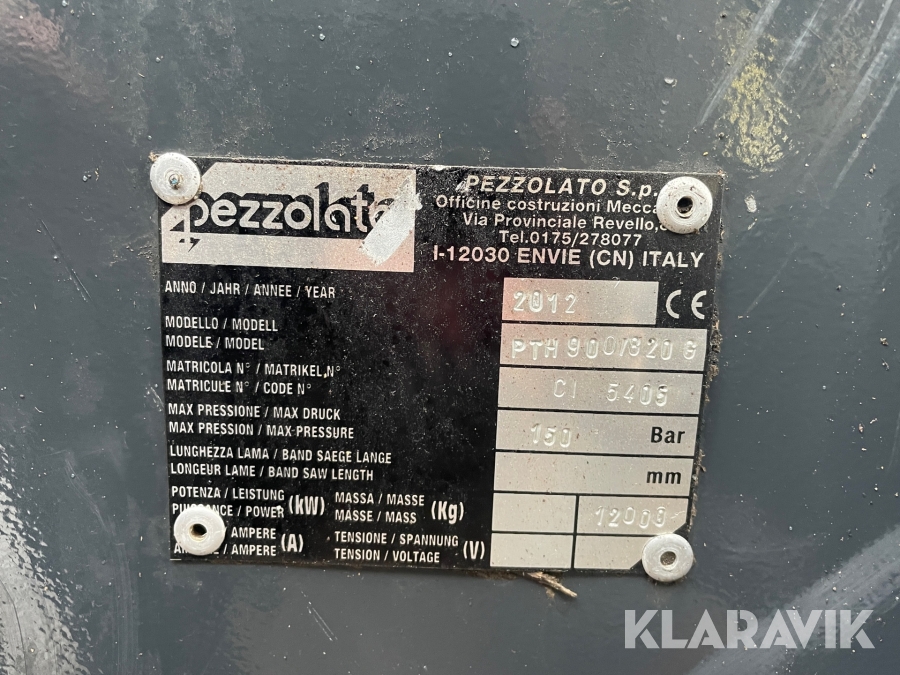 pezzolato
PEZZOLATO S.p.
Officine costruzioni Mecca
Via Provinciale Revello,
Tel.0175/278077
I-12030 ENVIE (CN) ITALY
ANNO / JAHR / ANNEE / YEAR
2012
CE
MODELLO / MODELL
MODELE / MODEL
PTH 900/820 G
MATRICOLA N° / MATRIKEL.N°
MATRICULE N° / CODE N°
CI 5405
MAX PRESSIONE / MAX DRUCK
MAX PRESSION / MAX-PRESSURE
150 Bar
LUNGHEZZA LAMA / BAND SAEGE LANGE
LONGEUR LAME / BAND SAW LENGTH
mm
POTENZA / LEISTUNG
PUISSANCE / POWER (kW)
MASSA / MASSE
MASSE / MASS (Kg)
12000
/ AMPERE
AMPERE / AMPERE (A)
TENSIONE / SPANNUNG
TENSION / VOLTAGE (V)
KLARAVIK